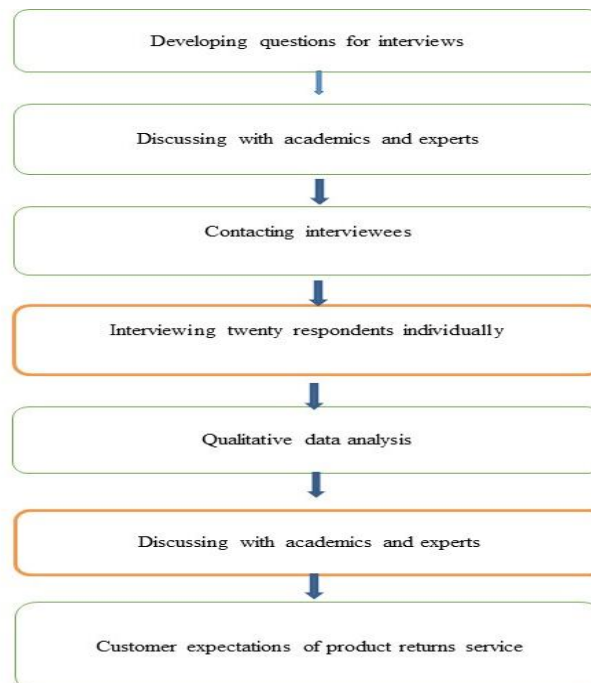 Developing questions for interviews
Discussing with academics and experts
Contacting interviewees
Interviewing twenty respondents individually
Qualitative data analysis
Discussing with academics and experts
Customer expectations of product returns service